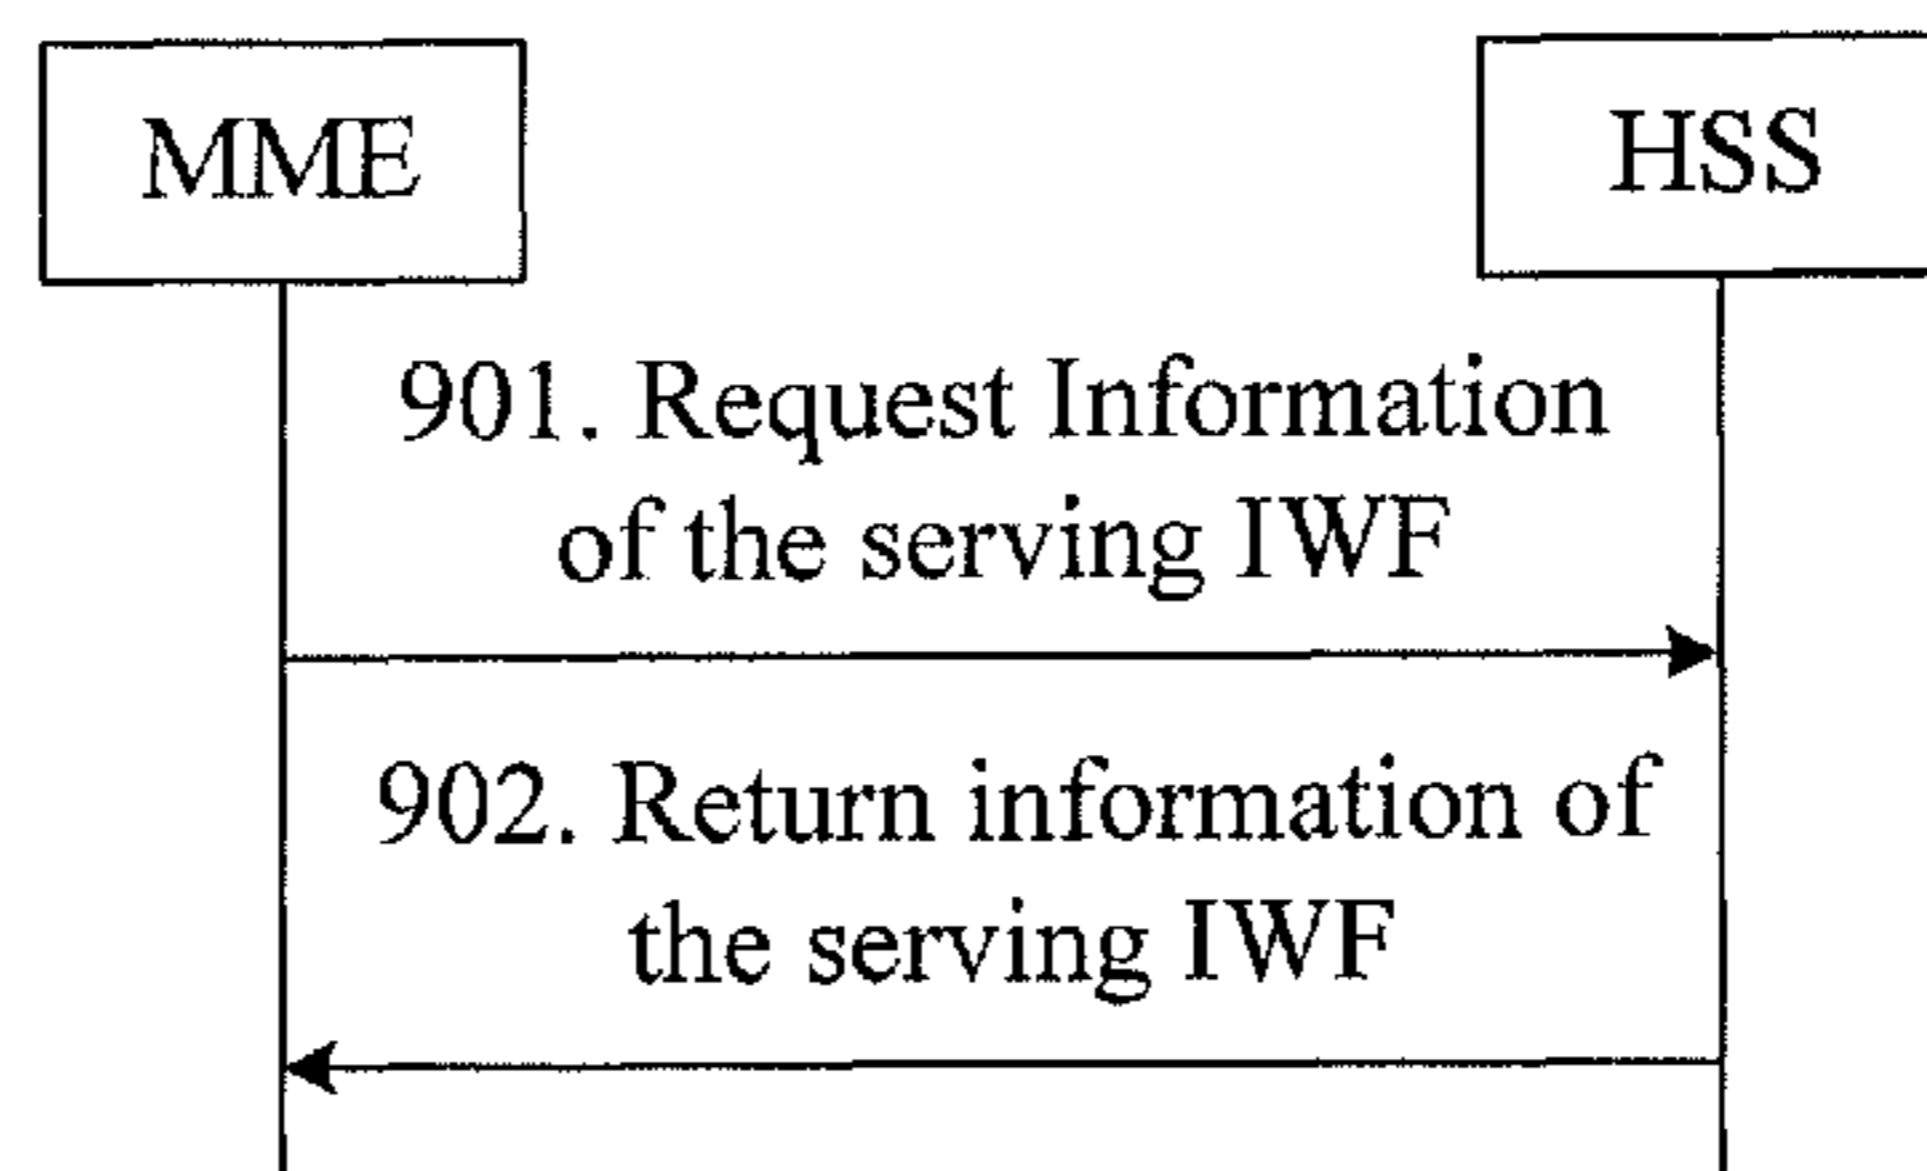 MME
HSS
901. Request Information
of the serving IWF
902. Return information of
the serving IWF